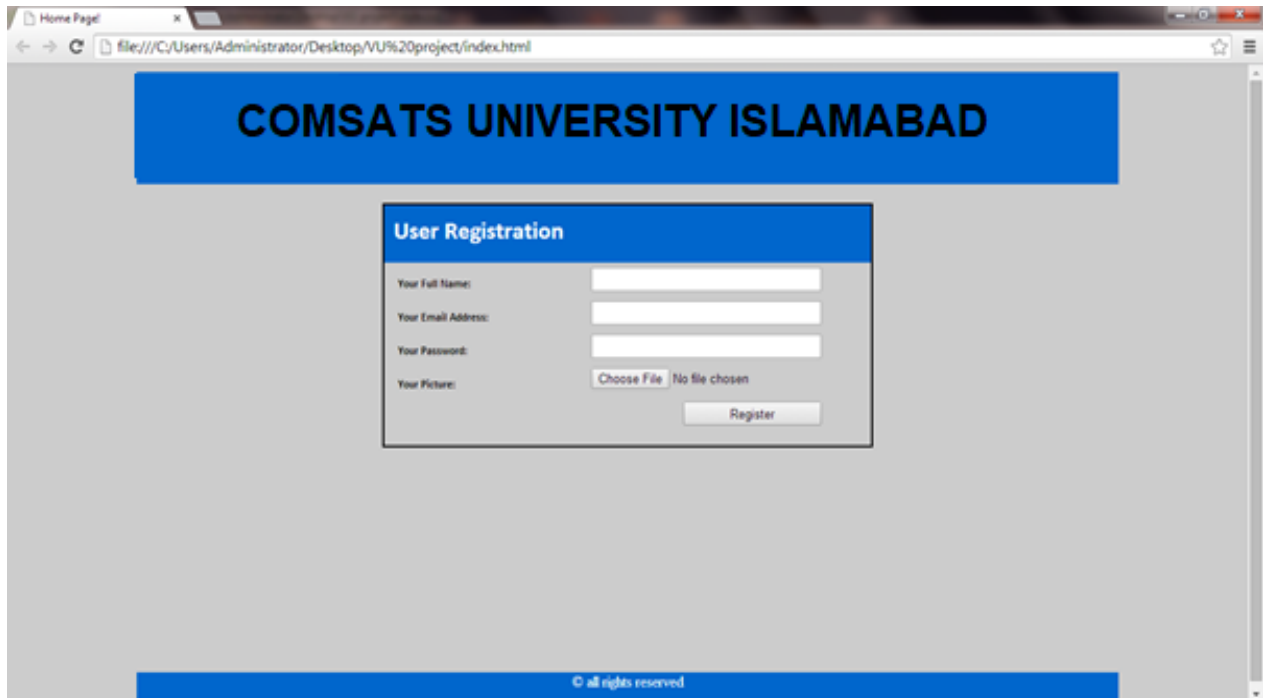 Home Page!
file:///C:/Users/Administrator/Desktop/VU%20project/index.html
COMSATS UNIVERSITY ISLAMABAD
User Registration
Your Full Name:
Your Email Address:
Your Password:
Your Picture: Choose File No file chosen
Register
© all rights reserved